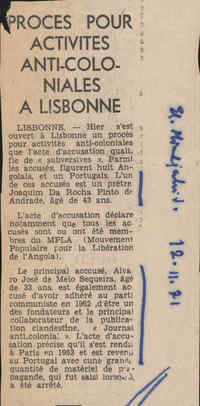 PROCES POUR
ACTIVITES
ANTI-COLO-
NIALES
A LISBONNE
LISBONNE. — Hier s'est
ouvert à Lisbonne un procès
pour activités anti-coloniales
que l'acte d'accusation quali-
fie de « subversives ». Parmi
les accusés, figurent huit An-
golais, et un Portugais. L'un
de ces accusés est un prêtre
Joaquim Da Rocha Pinto de
Andrade, âgé de 43 ans.
L'acte d'accusation déclare
notamment que tous les ac-
cusés sont ou ont été mem-
bres du MPLA (Mouvement
Populaire pour la Libération
de l'Angola).
Le principal accusé, Alva-
ro José de Melo Sequeira, âgé
de 33 ans, est également ac-
cusé d'avoir adhéré au parti
communiste en 1962 d'être un
des fondateurs et le principal
collaborateur de la publica-
tion clandestine, « Journal
anti-colonial ». L'acte d'accu-
sation précise qu'il s'est rendu
à Paris en 1963 et est revenu
au Portugal avec une grande
quantité de matériel de pro-
pagande, qui fut saisi lorsqu'il
a été arrêté.
El Moudjahid.
12.11.71